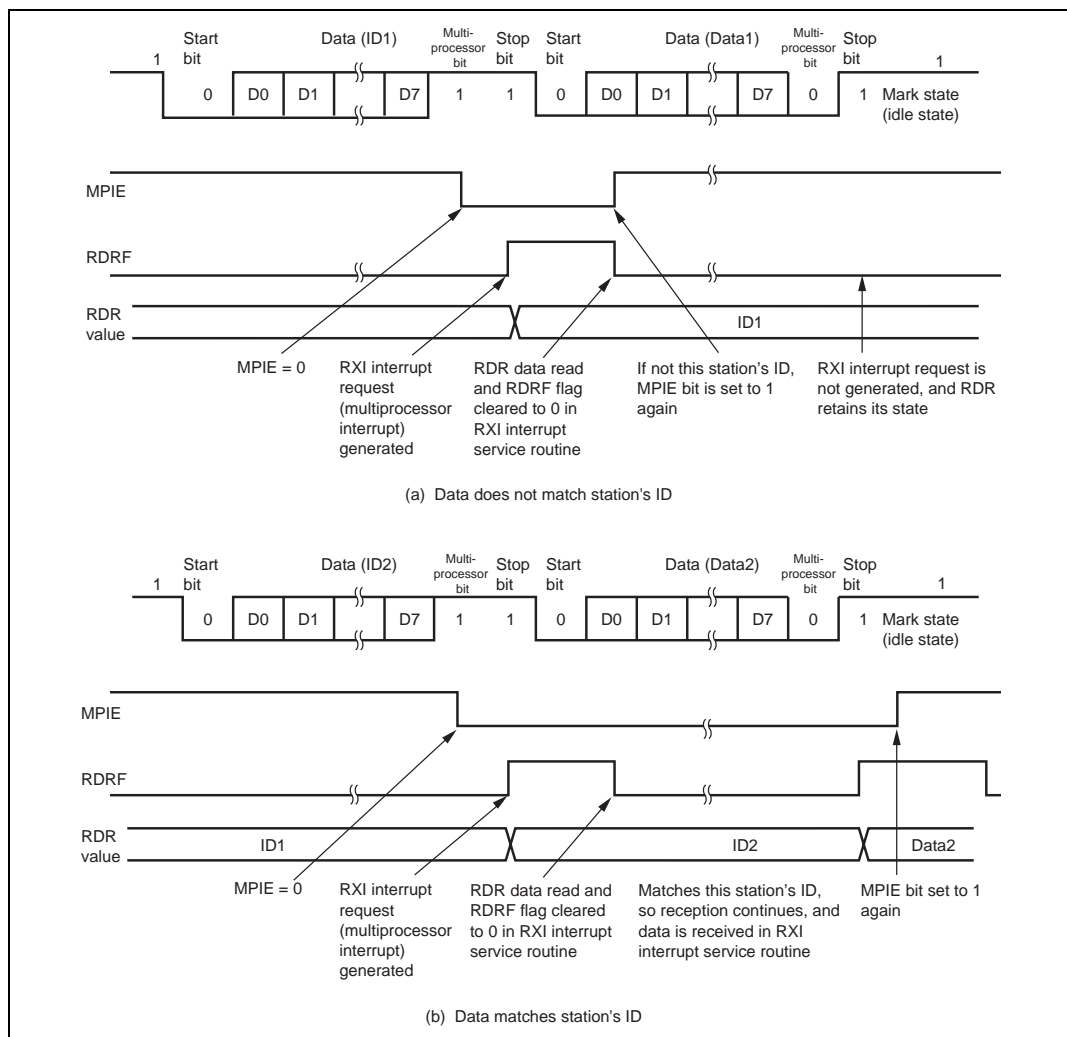 Start bit Data (ID1) Multi-processor bit Stop bit Start bit Data (Data1) Multi-processor bit Stop bit
1 0 D0 D1 D7 1 1 0 D0 D1 D7 0 1 1
Mark state (idle state)
MPIE
RDRF
RDR value
ID1
MPIE = 0
RXI interrupt request (multiprocessor interrupt) generated
RDR data read and RDRF flag cleared to 0 in RXI interrupt service routine
If not this station's ID, MPIE bit is set to 1 again
RXI interrupt request is not generated, and RDR retains its state
(a) Data does not match station's ID
Start bit Data (ID2) Multi-processor bit Stop bit Start bit Data (Data2) Multi-processor bit Stop bit
1 0 D0 D1 D7 1 1 0 D0 D1 D7 0 1 1
Mark state (idle state)
MPIE
RDRF
RDR value
ID1 ID2 Data2
MPIE = 0
RXI interrupt request (multiprocessor interrupt) generated
RDR data read and RDRF flag cleared to 0 in RXI interrupt service routine
Matches this station's ID, so reception continues, and data is received in RXI interrupt service routine
MPIE bit set to 1 again
(b) Data matches station's ID